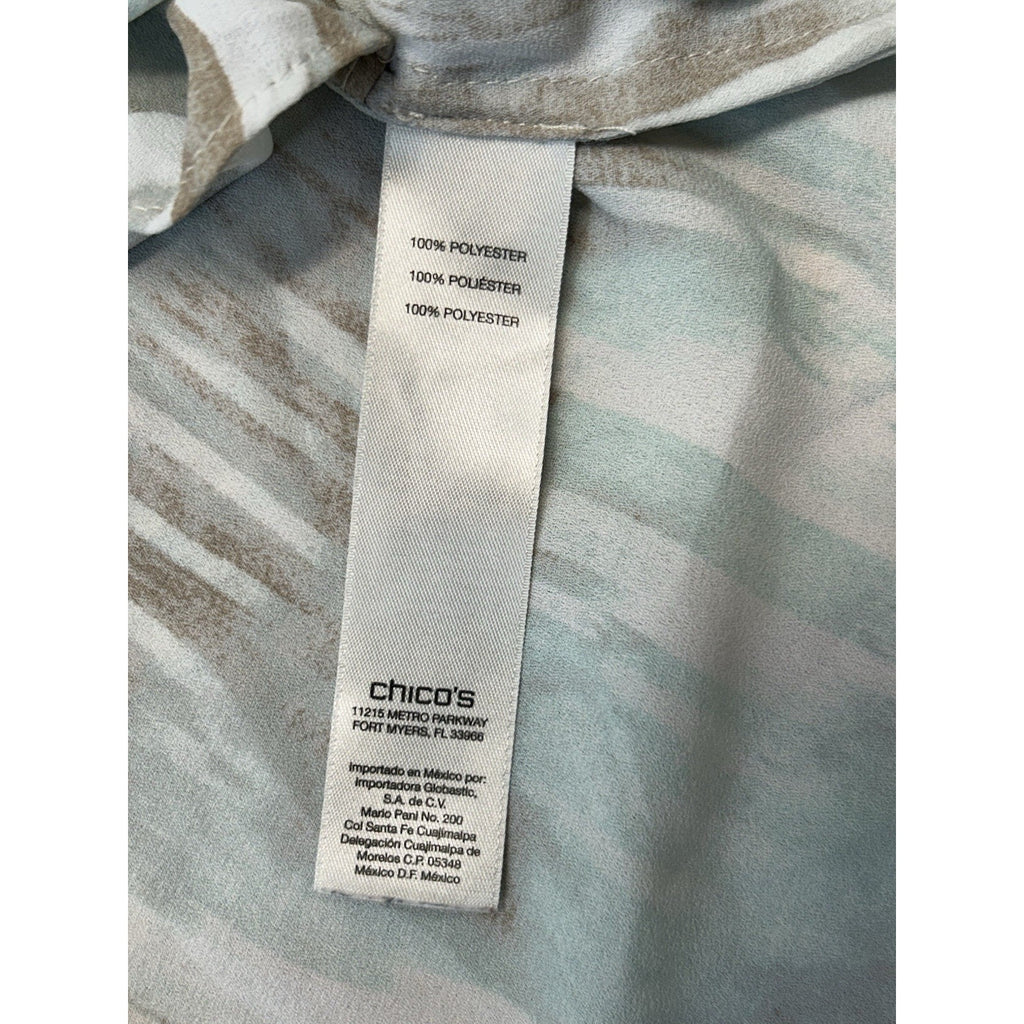 100% POLYESTER
100% POLIÉSTER
100% POLYESTER
chico's
11215 METRO PARKWAY
FORT MYERS, FL 33966
Importado en México por:
Importadora Globastic,
S.A. de C.V.
Mario Pani No. 200
Col Santa Fe Cuajimalpa
Delegación Cuajimalpa de
Morelos C.P. 05348
México D.F. México